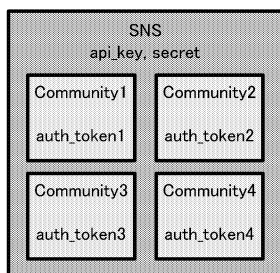 SNS
api_key, secret
Community1
Community2
auth_token1
auth_token2
Community3
Community4
auth_token3
auth_token4